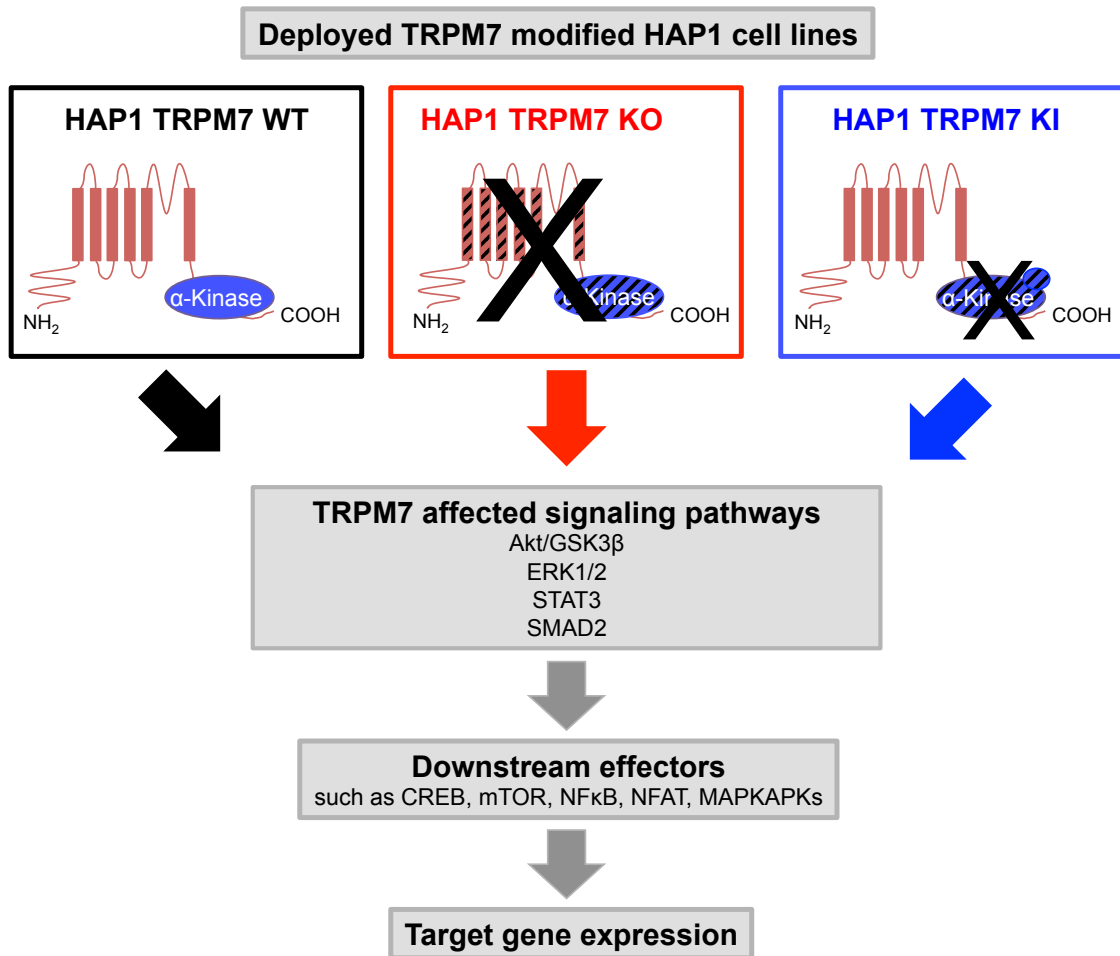 Deployed TRPM7 modified HAP1 cell lines
HAP1 TRPM7 WT
α-Kinase
NH₂
COOH
HAP1 TRPM7 KO
α-Kinase
NH₂
COOH
HAP1 TRPM7 KI
α-Kinase
NH₂
COOH
TRPM7 affected signaling pathways
Akt/GSK3β
ERK1/2
STAT3
SMAD2
Downstream effectors
such as CREB, mTOR, NFκB, NFAT, MAPKAPKs
Target gene expression